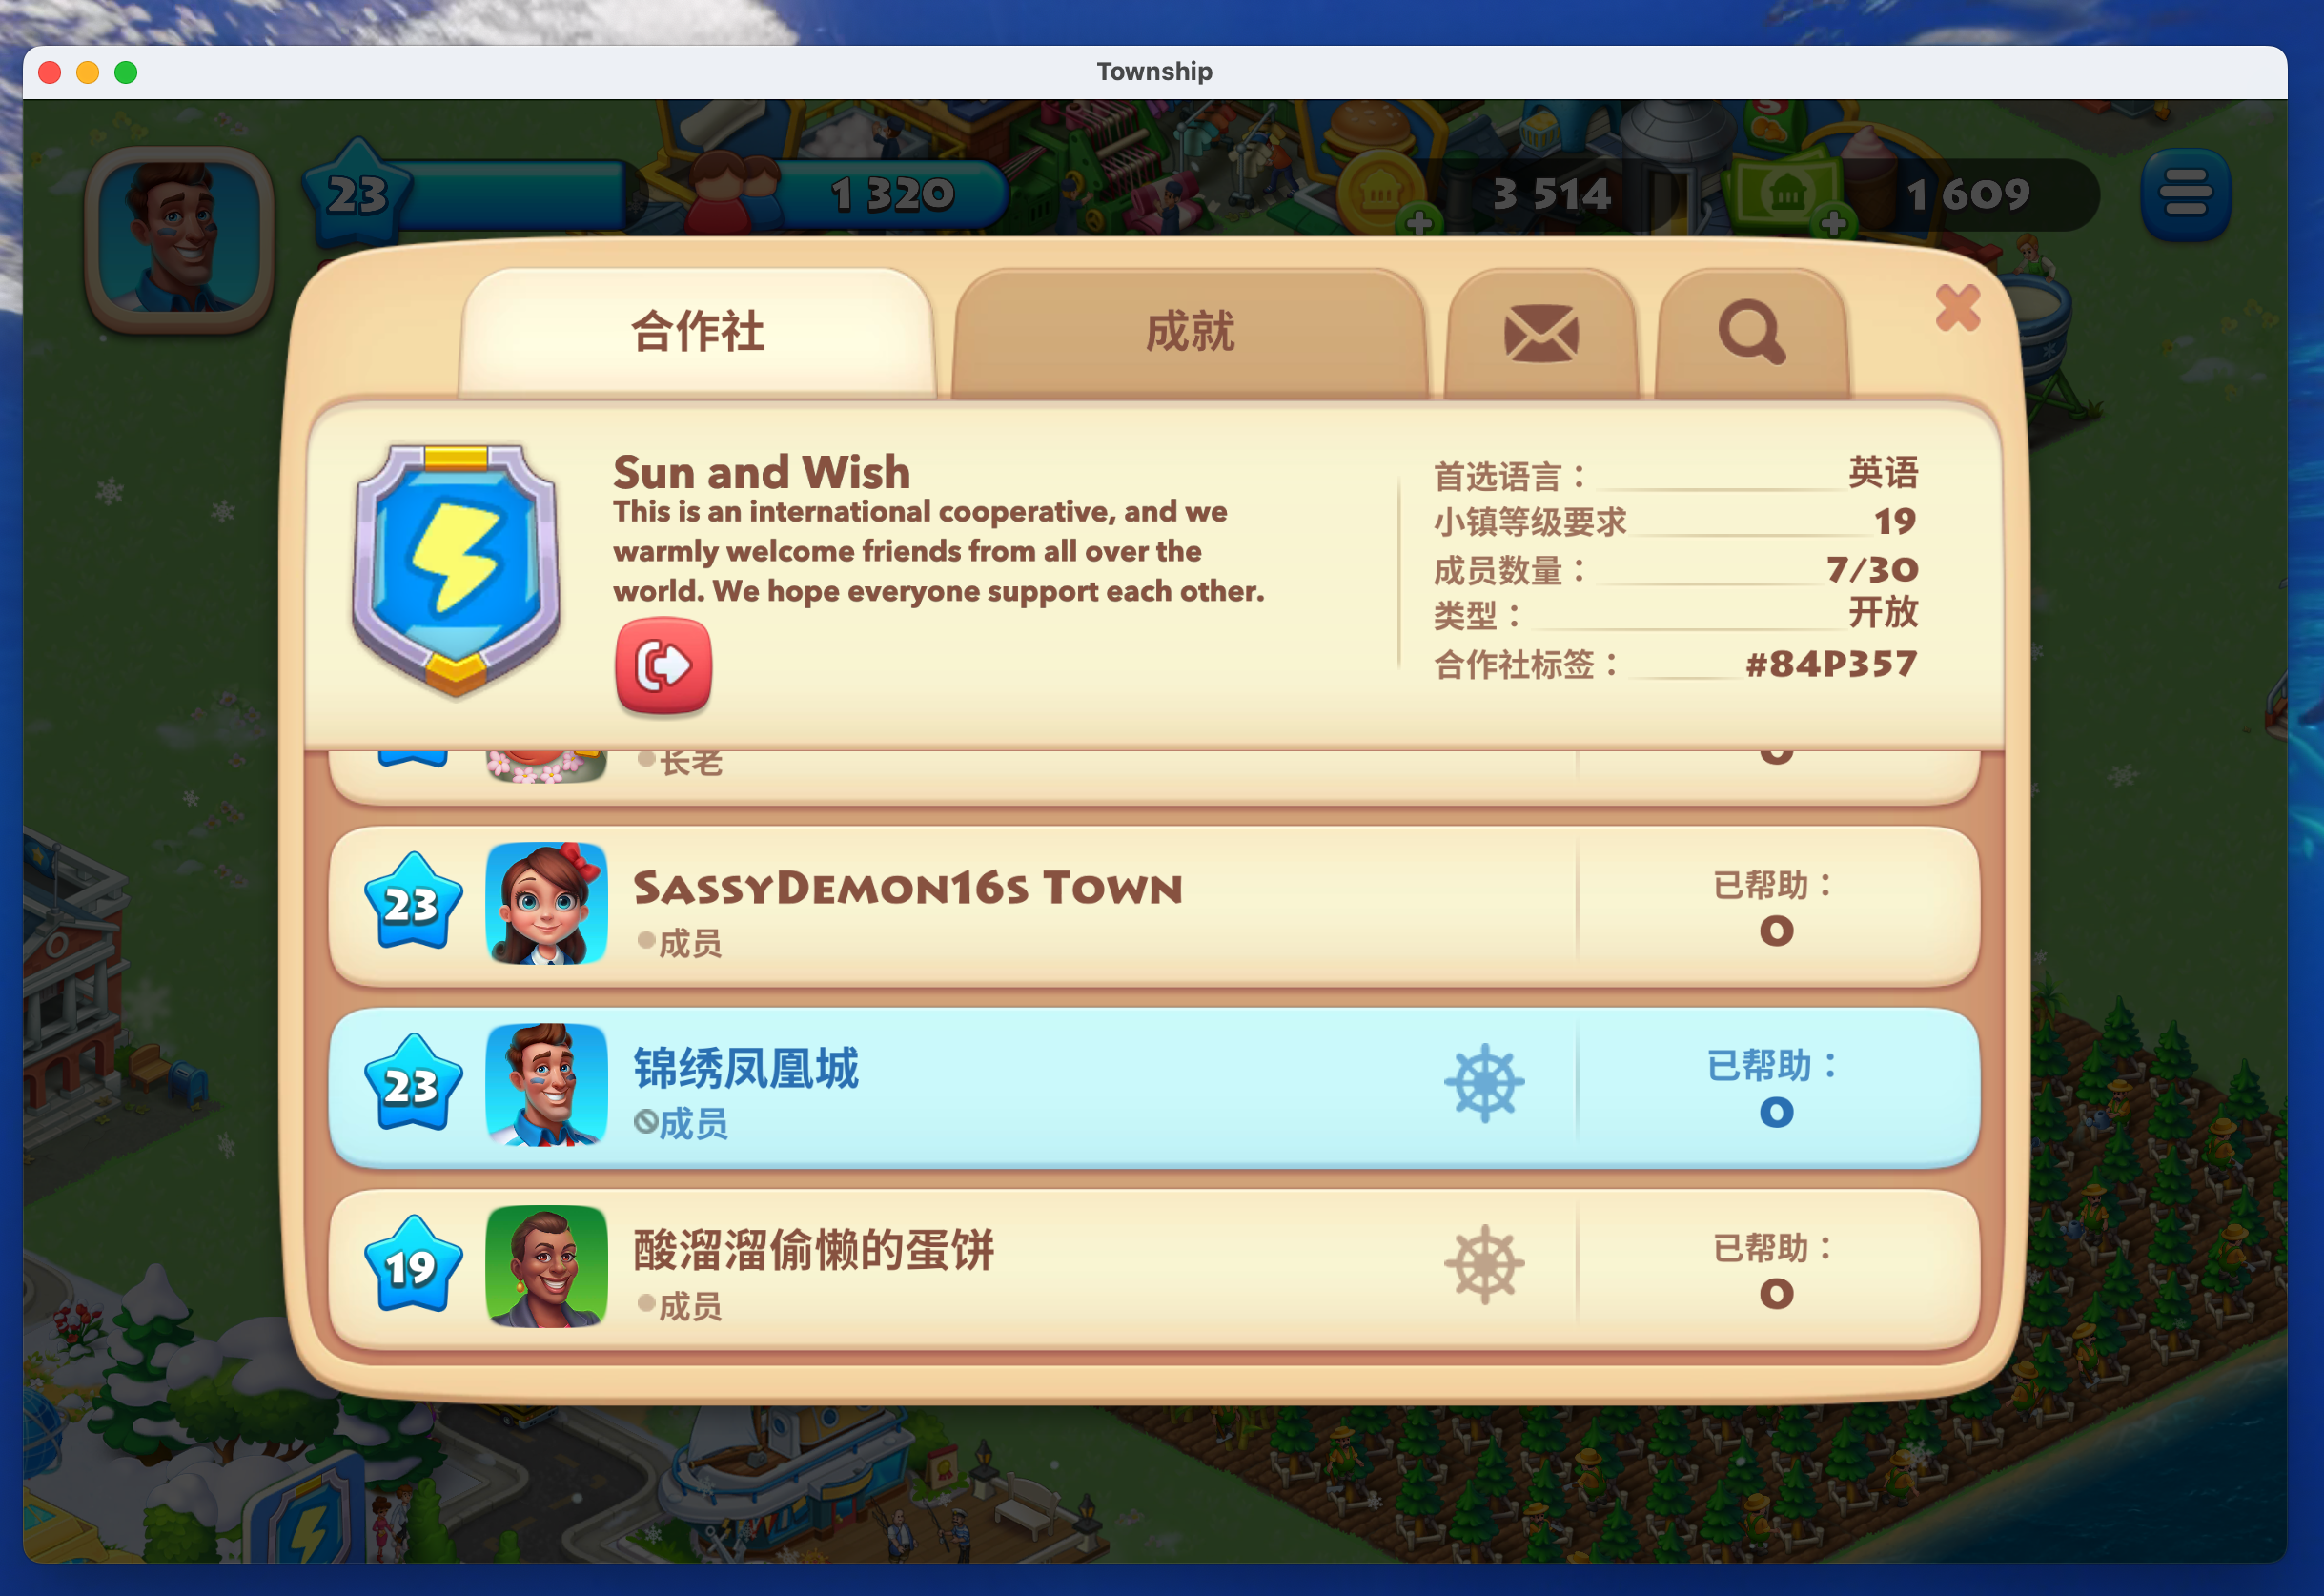 Township
23
1 320
3 514
1 609
合作社
成就
Sun and Wish
This is an international cooperative, and we
warmly welcome friends from all over the
world. We hope everyone support each other.
首选语言：
英语
小镇等级要求
19
成员数量：
7/30
类型：
开放
合作社标签：
#84P357
长老
0
23
SassyDemon16s Town
成员
已帮助：
0
23
锦绣凤凰城
成员
已帮助：
0
19
酸溜溜偷懒的蛋饼
成员
已帮助：
0